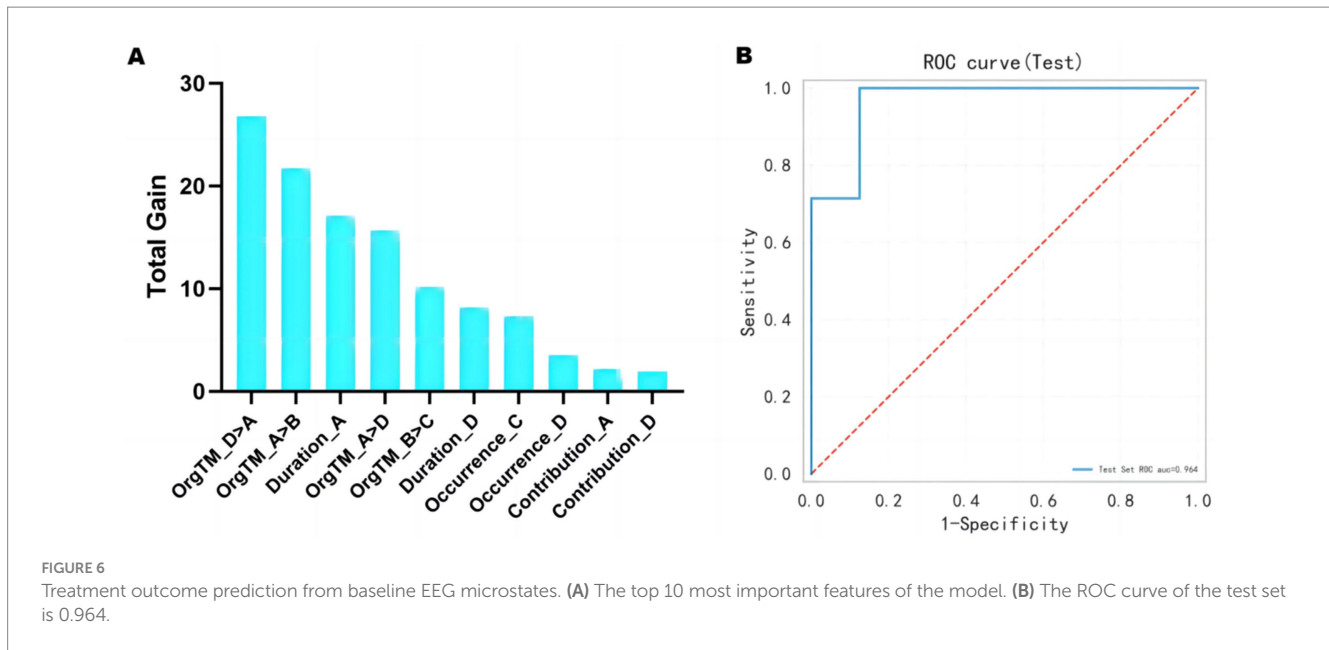 A
30
20
10
0
Total Gain
OrgTM_D>A
OrgTM_A>B
Duration_A
OrgTM_A>D
OrgTM_B>C
Duration_D
Occurrence_C
Occurrence_D
Contribution_A
Contribution_D
B
ROC curve(Test)
1.0
0.8
0.6
0.4
0.2
0.0
Sensitivity
Test Set ROC auc=0.964
0.0 0.2 0.4 0.6 0.8 1.0
1-Specificity
FIGURE 6
Treatment outcome prediction from baseline EEG microstates. (A) The top 10 most important features of the model. (B) The ROC curve of the test set
is 0.964.